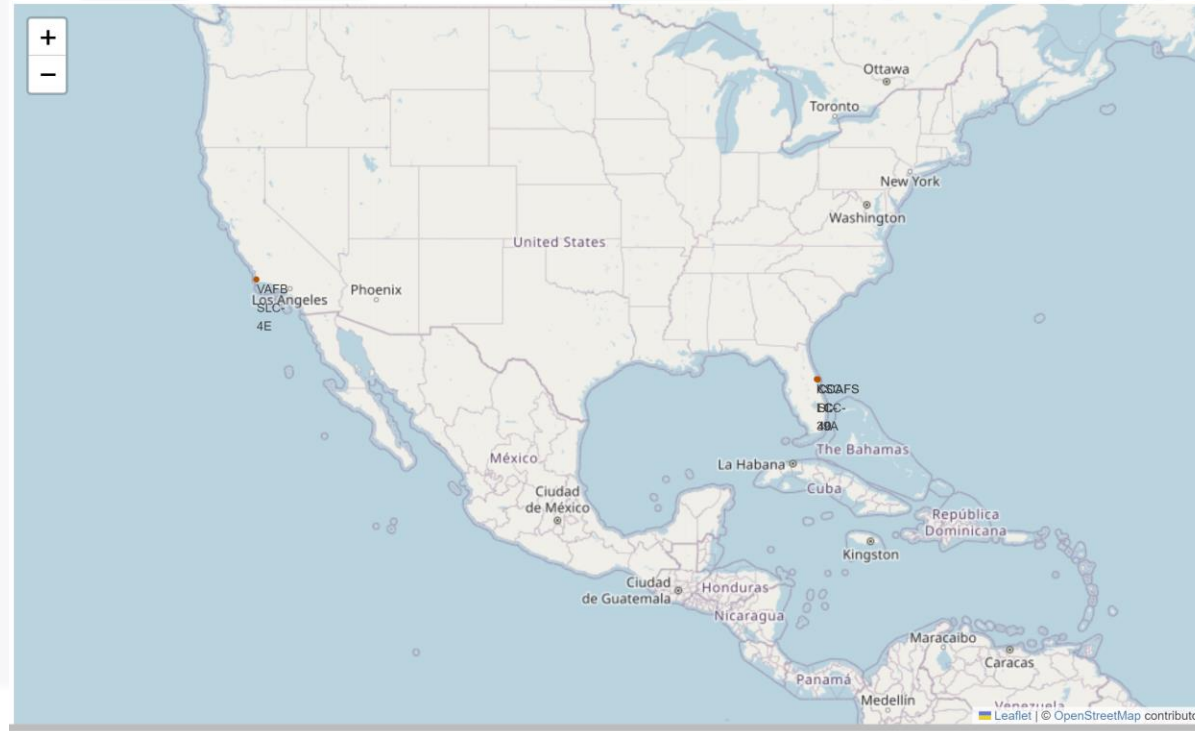 +
−
Ottawa
Toronto
New York
Washington
United States
VAFB
SLC-
4E
Los Angeles
Phoenix
The Bahamas
México
La Habana
Cuba
Ciudad
de México
República
Dominicana
Kingston
Ciudad
de Guatemala
Honduras
Nicaragua
Maracaibo
Caracas
Panamá
Medellín
Venezuela
Leaflet | © OpenStreetMap contributo